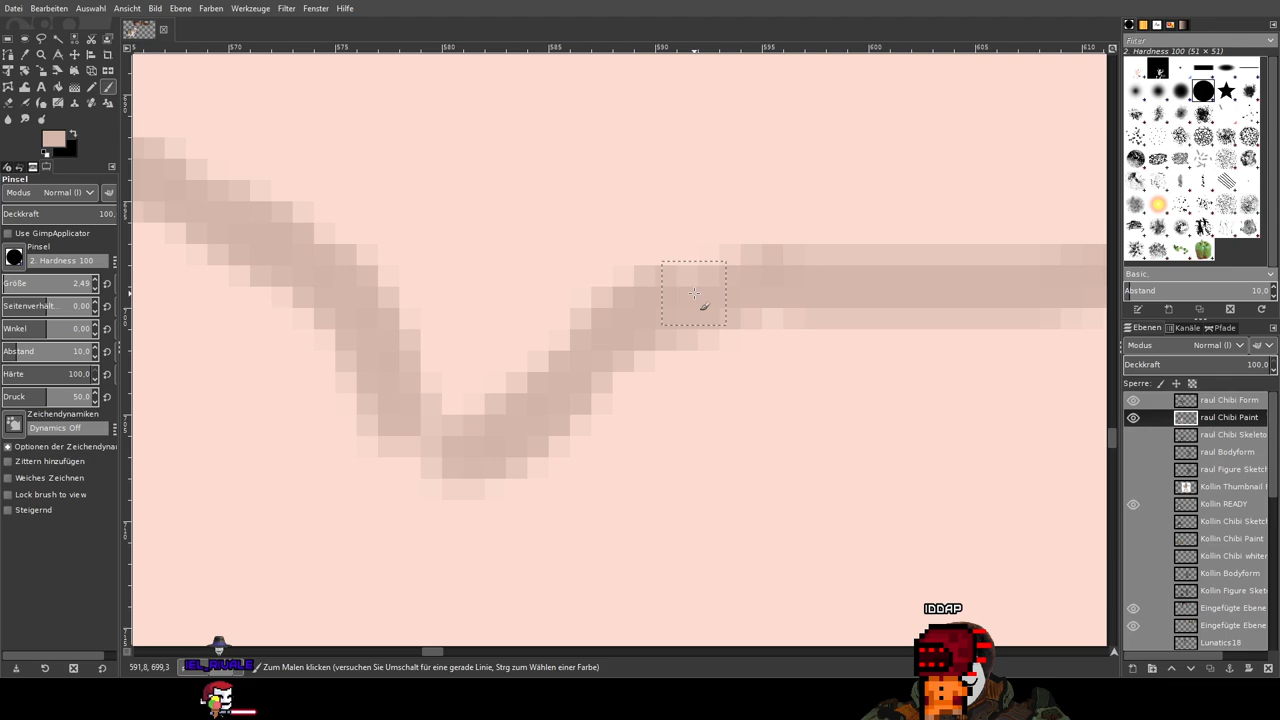 Datei Bearbeiten Auswahl Ansicht Bild Ebene Farben Werkzeuge Filter Fenster Hilfe
570 575 580 585 590 595 600 605 610
Pinsel
Modus Normal (l)
Deckkraft 100,
Use GimpApplicator
Pinsel
2. Hardness 100
Größe 2,49
Seitenverhält... 0,00
Winkel 0,00
Abstand 10,0
Härte 100,0
Druck 50,0
Zeichendynamiken
Dynamics Off
Optionen der Zeichendyna
Zittern hinzufügen
Weiches Zeichnen
Lock brush to view
Steigernd
Filter
2. Hardness 100 (51 × 51)
Basic,
Abstand 10,0
Ebenen Kanäle Pfade
Modus Normal (l)
Deckkraft 100,0
Sperre:
raul Chibi Form
raul Chibi Paint
raul Chibi Skeleto
raul Bodyform
raul Figure Sketch
Kollin Thumbnail
Kollin READY
Kollin Chibi Sketc
Kollin Chibi Paint
Kollin Chibi whiter
Kollin Bodyform
Kollin Figure Sket
Eingefügte Ebene
Eingefügte Ebene
Lunatics18
IDDAP
IEL_RIVALE
591,8, 699,3
Zum Malen klicken (versuchen Sie Umschalt für eine gerade Linie, Strg zum Wählen einer Farbe)